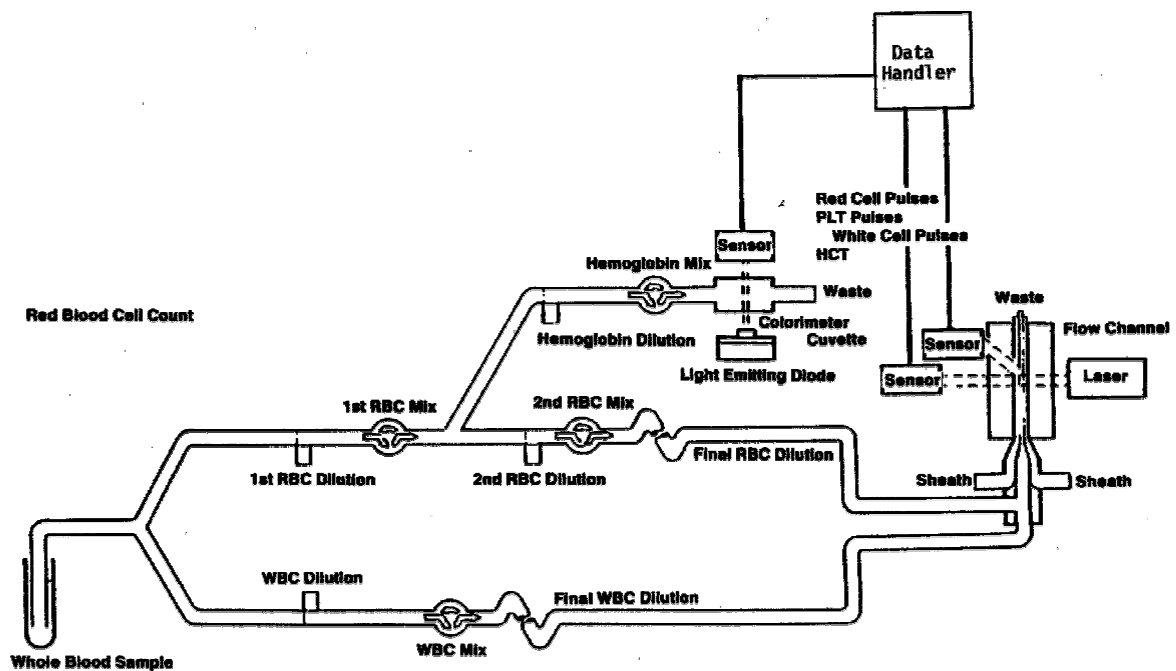 Data
Handler
Red Cell Pulses
PLT Pulses
White Cell Pulses
HCT
Sensor
Hemoglobin Mix
Waste
Waste
Red Blood Cell Count
Colorimeter
Cuvette
Flow Channel
Hemoglobin Dilution
Sensor
Light Emitting Diode
Sensor
Laser
1st RBC Mix
2nd RBC Mix
Final RBC Dilution
1st RBC Dilution
2nd RBC Dilution
Sheath
Sheath
WBC Dilution
Final WBC Dilution
WBC Mix
Whole Blood Sample